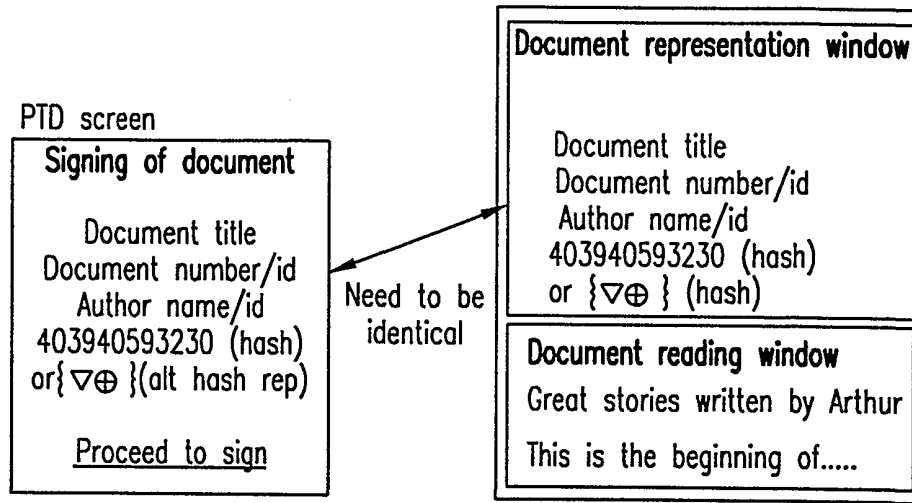 PTD screen
Signing of document
Document title
Document number/id
Author name/id
403940593230 (hash)
or{▽⊕ }(alt hash rep)
Proceed to sign
Need to be
identical
Document representation window
Document title
Document number/id
Author name/id
403940593230 (hash)
or {▽⊕ } (hash)
Document reading window
Great stories written by Arthur
This is the beginning of.....